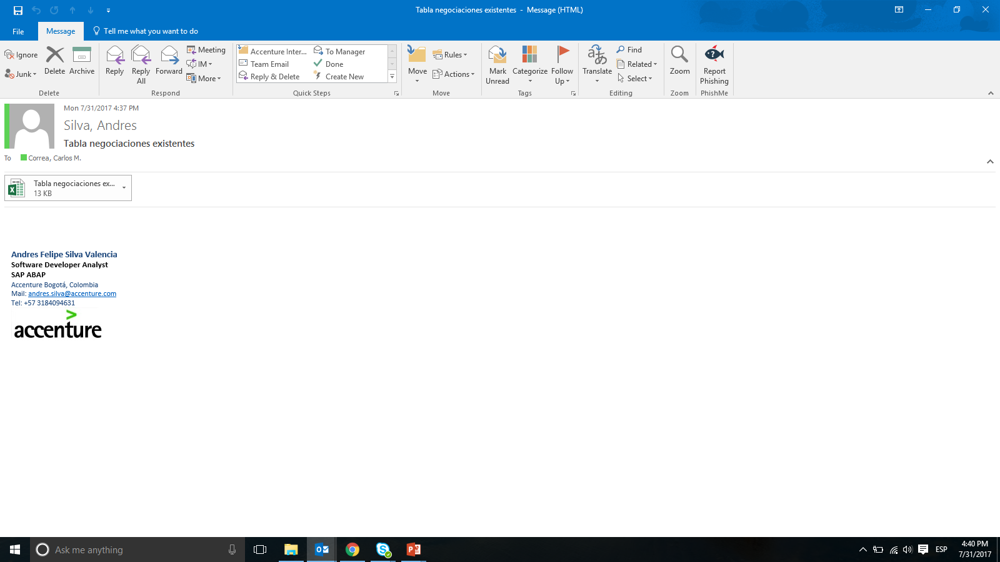 Tabla negociaciones existentes - Message (HTML)
File
Message
Tell me what you want to do
Ignore
Junk
Delete
Archive
Delete
Reply
Reply All
Forward
Meeting
IM
More
Respond
Accenture Inter...
Team Email
Reply & Delete
To Manager
Done
Create New
Quick Steps
Move
Rules
Actions
Move
Mark Unread
Categorize
Follow Up
Tags
Translate
Find
Related
Select
Editing
Zoom
Zoom
Report Phishing
PhishMe
Mon 7/31/2017 4:37 PM
Silva, Andres
Tabla negociaciones existentes
To Correa, Carlos M.
Tabla negociaciones ex...
13 KB
Andres Felipe Silva Valencia
Software Developer Analyst
SAP ABAP
Accenture Bogotá, Colombia
Mail: andres.silva@accenture.com
Tel: +57 3184094631
accenture
Ask me anything
ESP
4:40 PM
7/31/2017